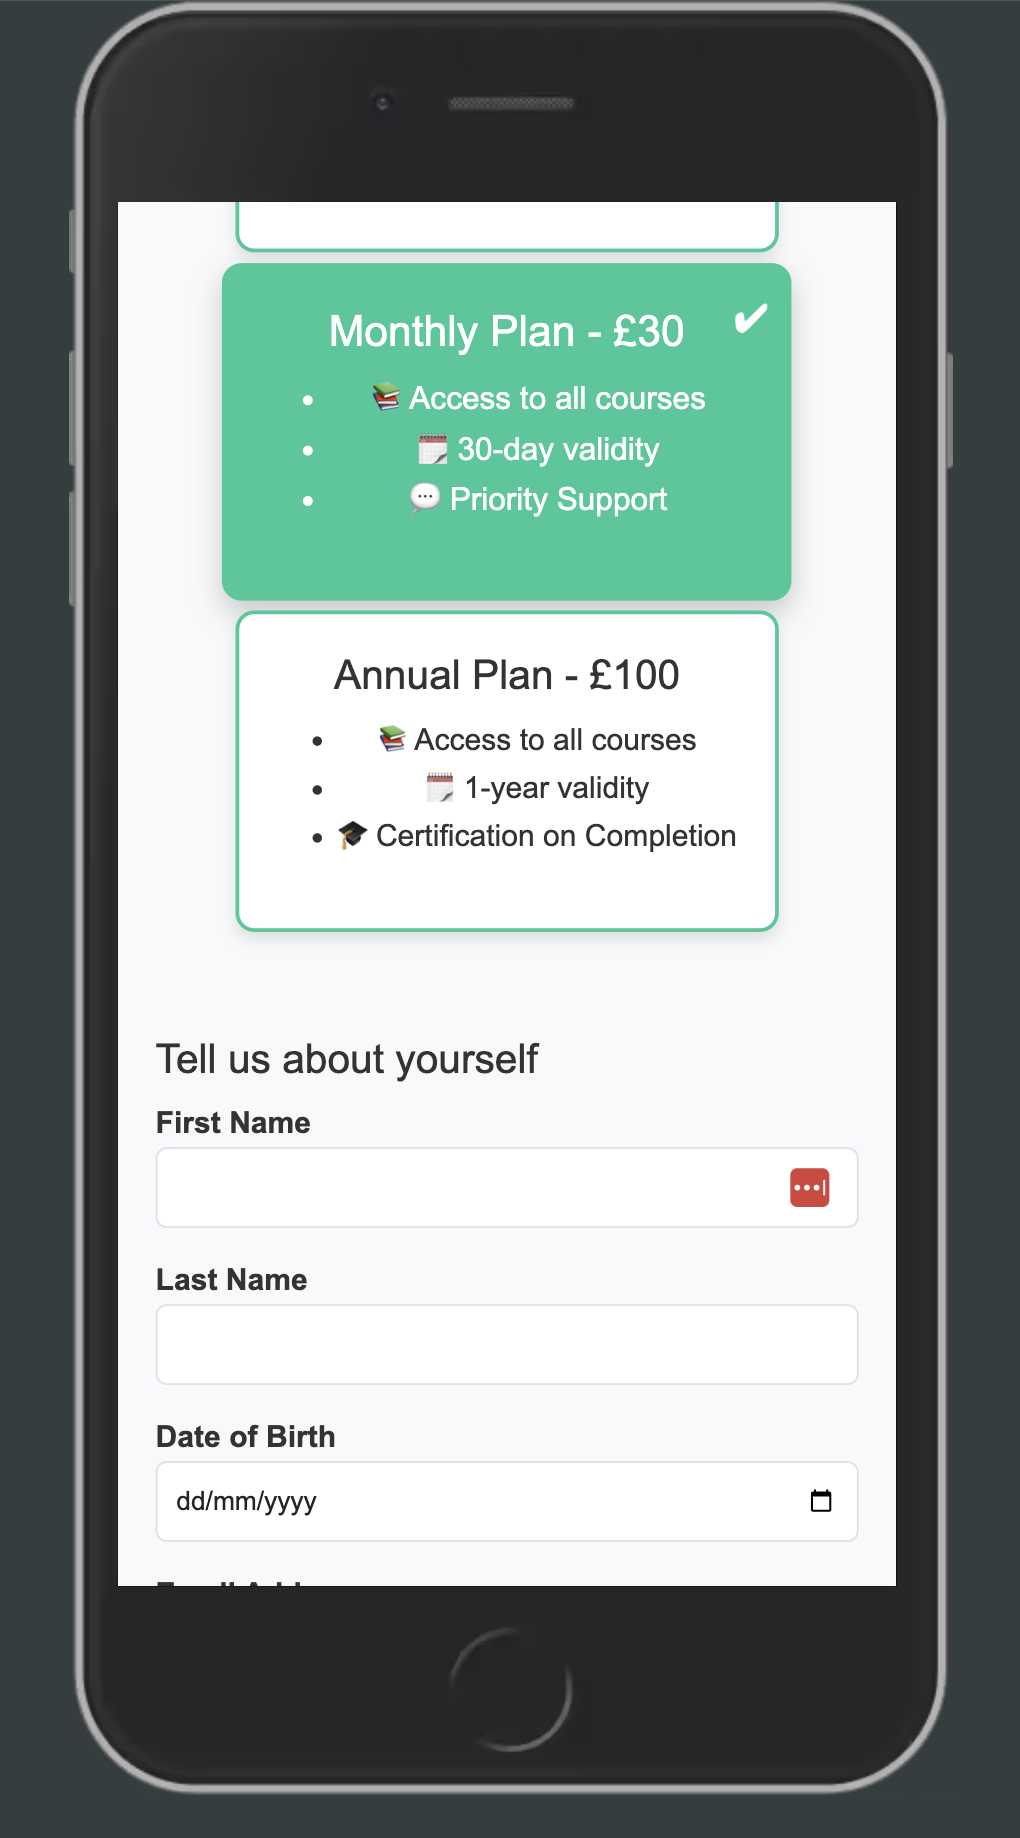 Monthly Plan - £30 ✔
• 📚 Access to all courses
• 🗓️ 30-day validity
• 💬 Priority Support
Annual Plan - £100
• 📚 Access to all courses
• 🗓️ 1-year validity
• 🎓 Certification on Completion
Tell us about yourself
First Name
Last Name
Date of Birth
dd/mm/yyyy